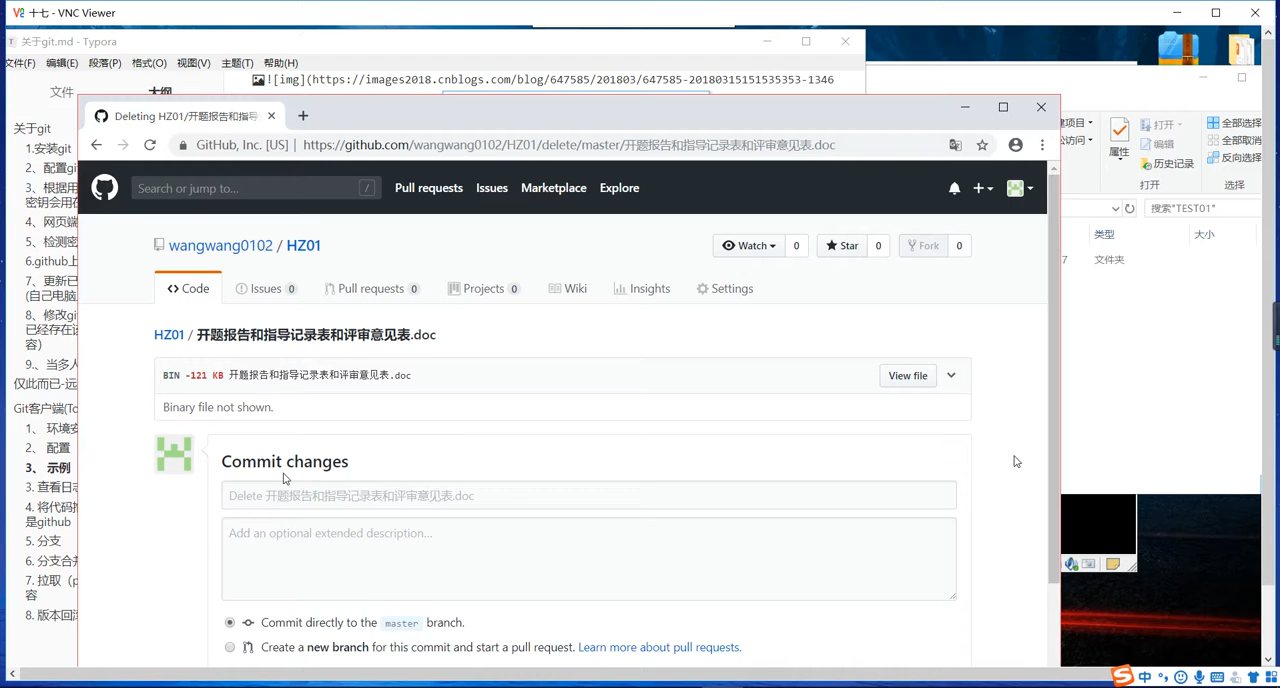 十七 - VNC Viewer
关于git.md - Typora
文件(F) 编辑(E) 段落(P) 格式(O) 视图(V) 主题(T) 帮助(H)
![img](https://images2018.cnblogs.com/blog/647585/201803/647585-20180315151535353-1346
文件
大纲
关于git
1.安装git
2、配置gi
3、根据用
密钥会用在
4、网页端
5、检测密
6.github上
7、更新已
(自己电脑上
8、修改git
已经存在该
容)
9.、当多人
仅此而已-远
Git客户端(To
1、 环境安
2、 配置
3、 示例
3. 查看日志
4. 将代码推
是github
5. 分支
6. 分支合并
7. 拉取（p
容
8. 版本回滚
Deleting HZ01/开题报告和指导
GitHub, Inc. [US] | https://github.com/wangwang0102/HZ01/delete/master/开题报告和指导记录表和评审意见表.doc
Search or jump to... /
Pull requests Issues Marketplace Explore
wangwang0102 / HZ01
Watch 0 Star 0 Fork 0
Code Issues 0 Pull requests 0 Projects 0 Wiki Insights Settings
HZ01 / 开题报告和指导记录表和评审意见表.doc
BIN -121 KB 开题报告和指导记录表和评审意见表.doc
View file
Binary file not shown.
Commit changes
Delete 开题报告和指导记录表和评审意见表.doc
Add an optional extended description...
Commit directly to the master branch.
Create a new branch for this commit and start a pull request. Learn more about pull requests.
建项目 打开 全部选择
松访问 编辑 全部取消
属性 历史记录 反向选择
打开 选择
搜索"TEST01"
类型 大小
7 文件夹
中